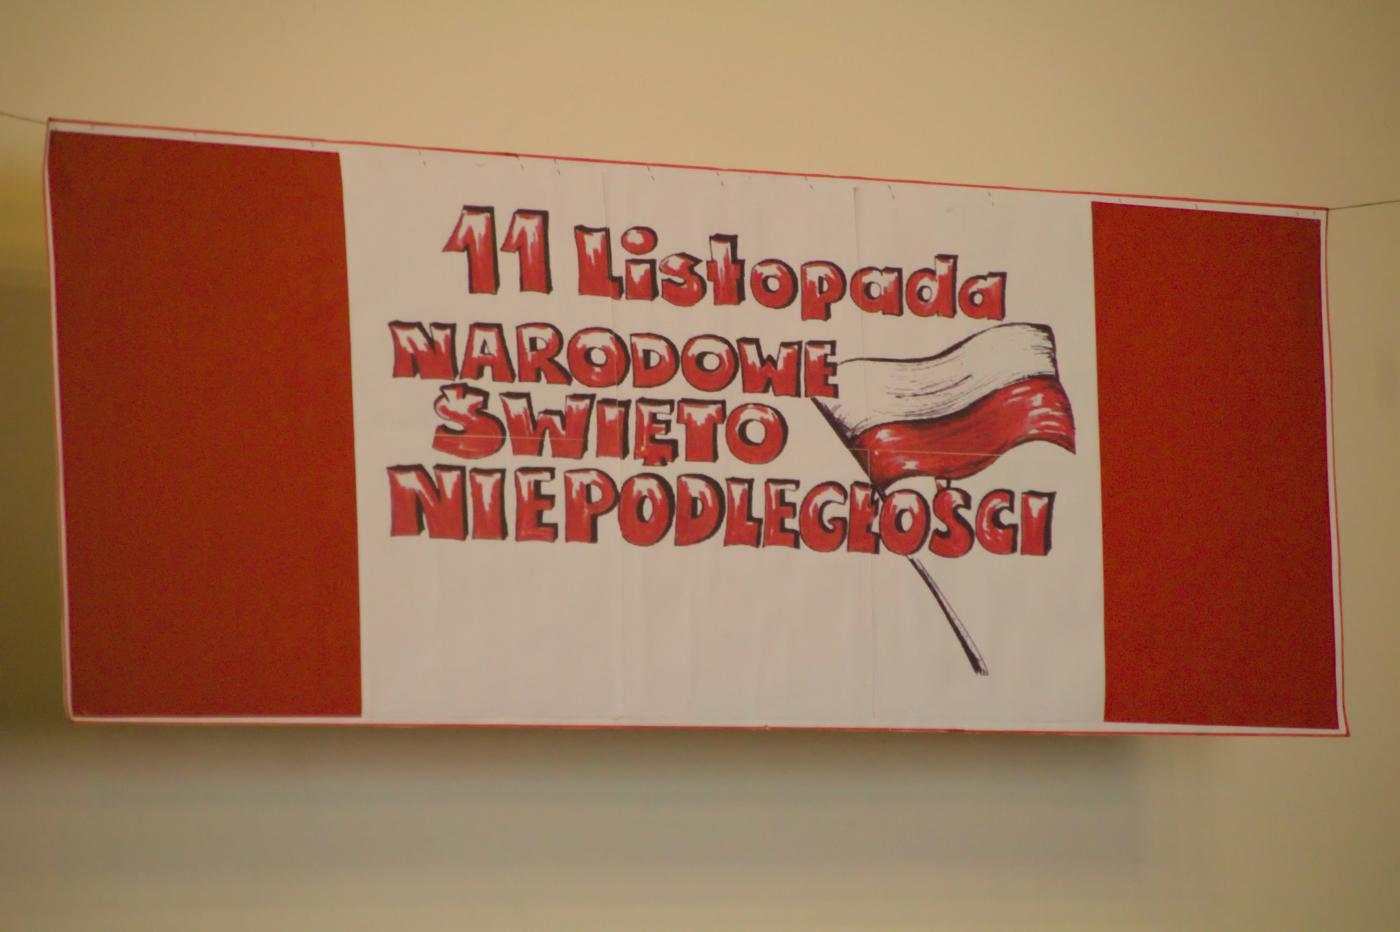 11 Listopada
NARODOWE
ŚWIĘTO
NIEPODLEGŁOŚCI